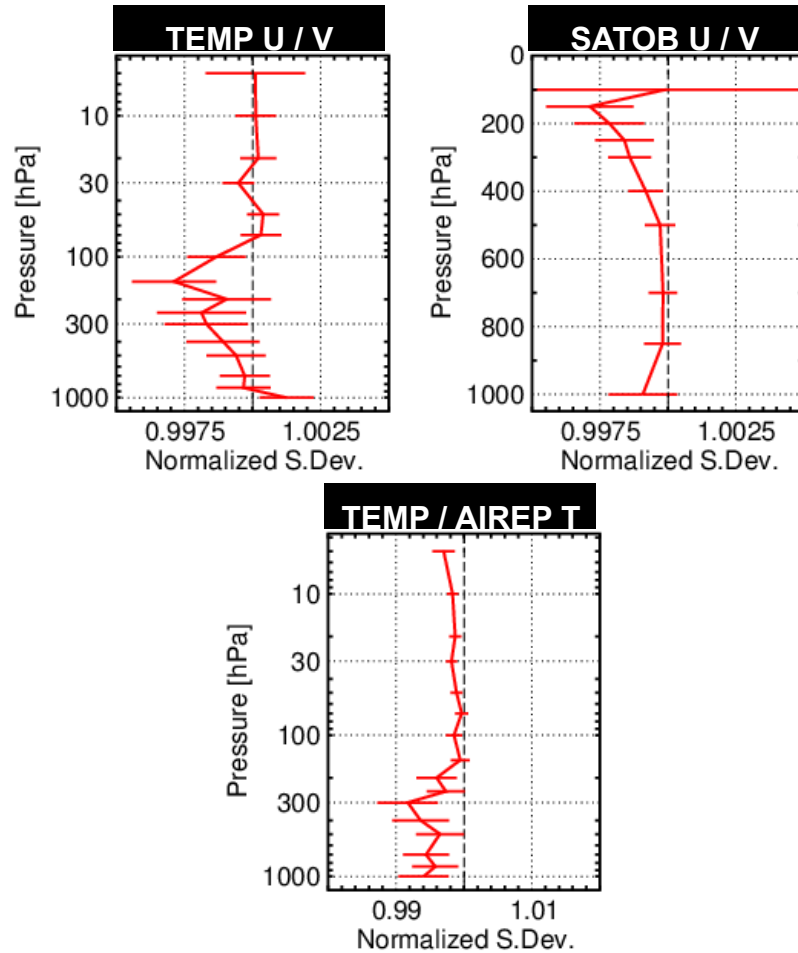 TEMP U / V
Pressure [hPa]
10
30
100
300
1000
0.9975 1.0025
Normalized S.Dev.
SATOB U / V
Pressure [hPa]
0
200
400
600
800
1000
0.9975 1.0025
Normalized S.Dev.
TEMP / AIREP T
Pressure [hPa]
10
30
100
300
1000
0.99 1.01
Normalized S.Dev.